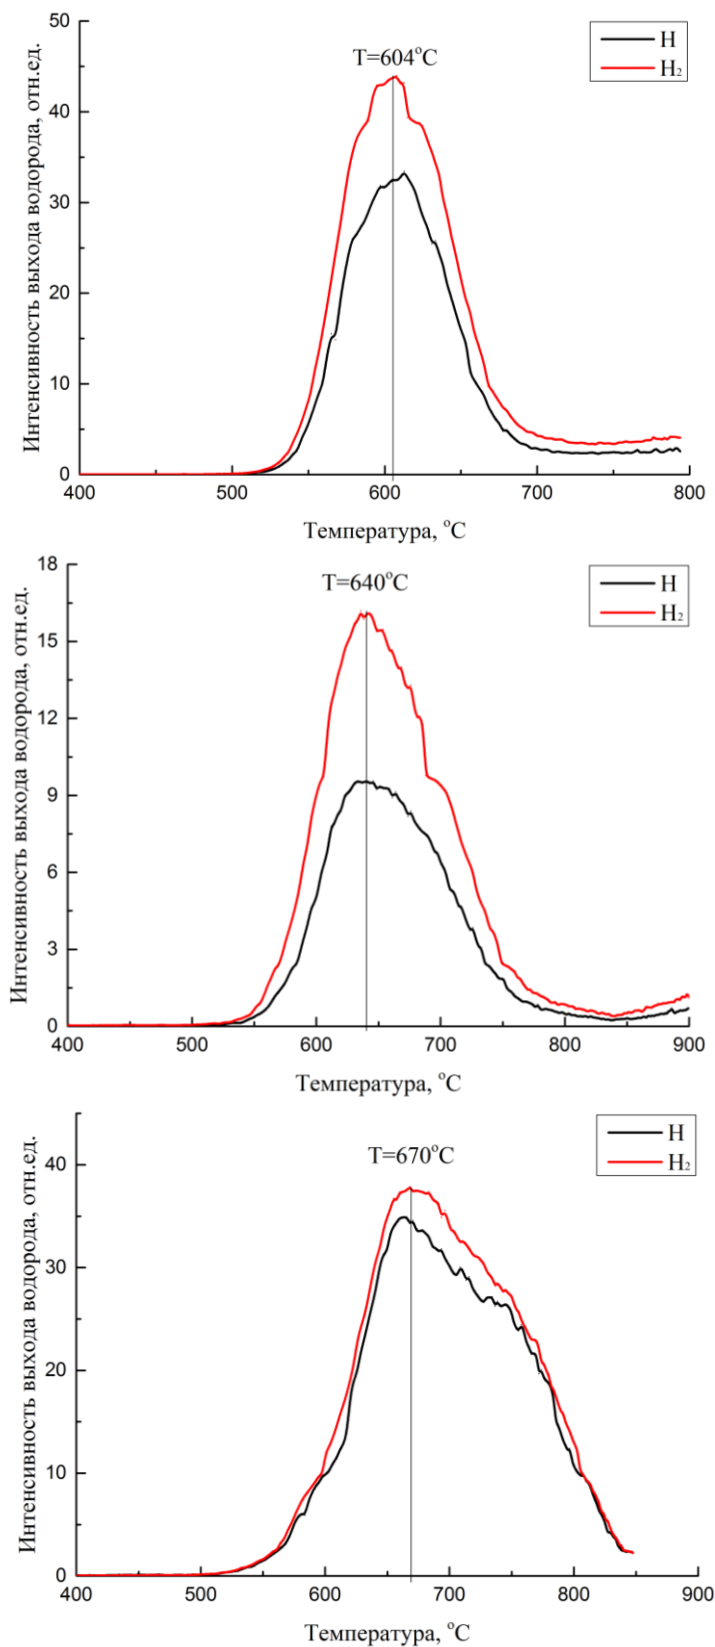 50
T=604°C
H
H₂
40
30
20
10
0
Интенсивность выхода водорода, отн.ед.
400 500 600 700 800
Температура, °C
18
T=640°C
H
H₂
15
12
9
6
3
0
Интенсивность выхода водорода, отн.ед.
400 500 600 700 800 900
Температура, °C
T=670°C
H
H₂
40
30
20
10
0
Интенсивность выхода водорода, отн.ед.
400 500 600 700 800 900
Температура, °C